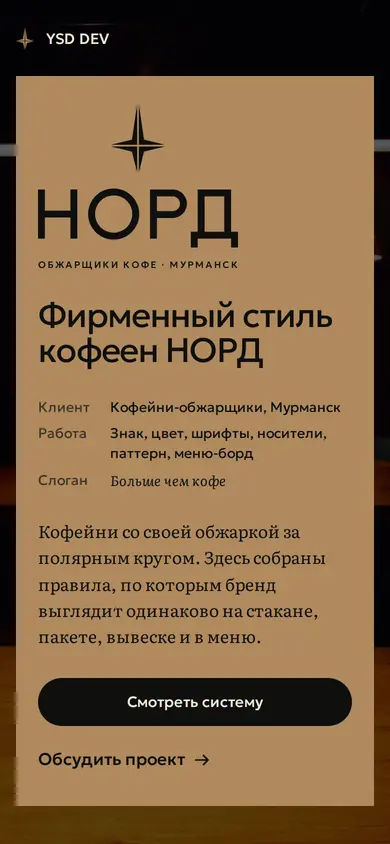 YSD DEV
НОРД
ОБЖАРЩИКИ КОФЕ · МУРМАНСК
Фирменный стиль
кофеен НОРД
Клиент Кофейни-обжарщики, Мурманск
Работа Знак, цвет, шрифты, носители,
паттерн, меню-борд
Слоган Больше чем кофе
Кофейни со своей обжаркой за
полярным кругом. Здесь собраны
правила, по которым бренд
выглядит одинаково на стакане,
пакете, вывеске и в меню.
Смотреть систему
Обсудить проект →